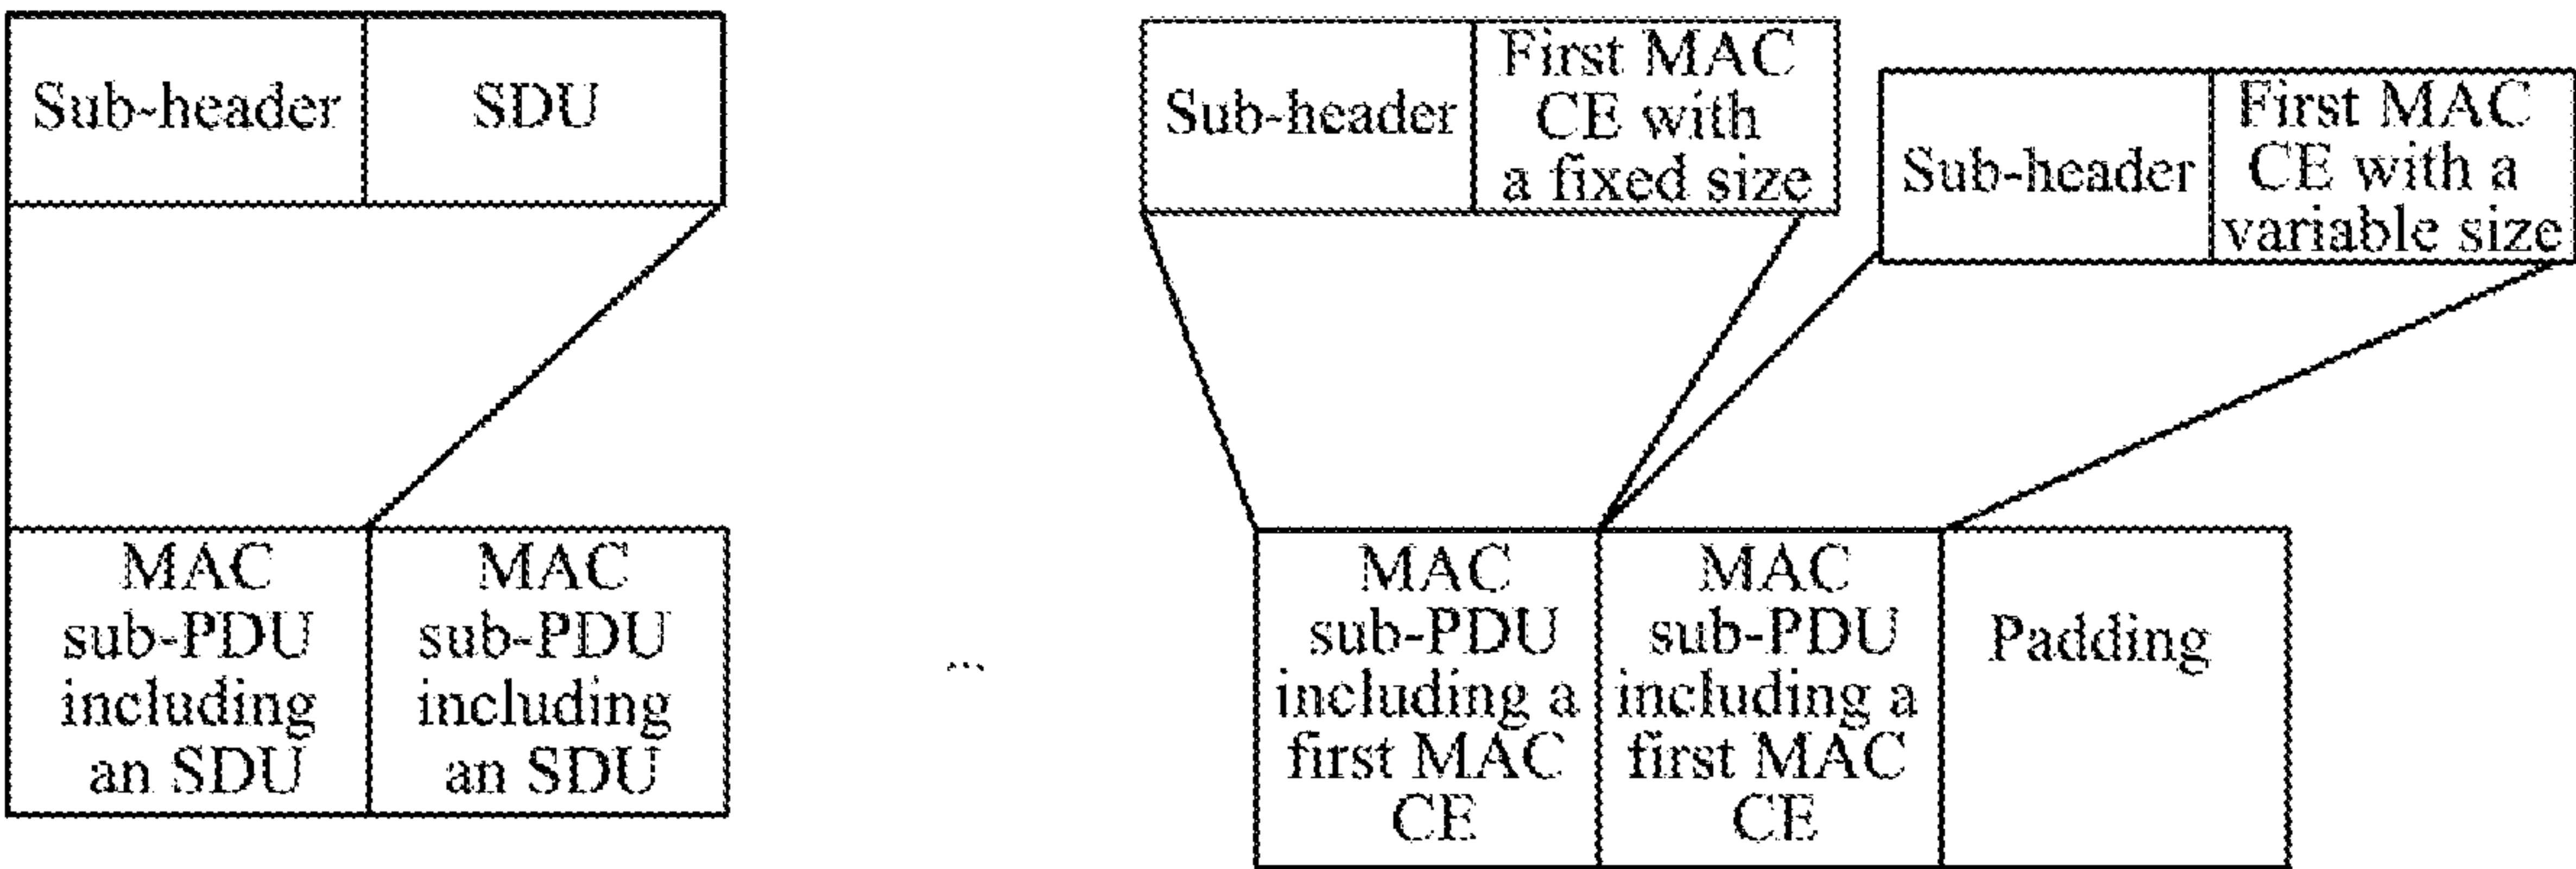 Sub-header
SDU
Sub-header
First MAC
CE with
a fixed size
Sub-header
First MAC
CE with a
variable size
MAC
sub-PDU
including
an SDU
MAC
sub-PDU
including
an SDU
...
MAC
sub-PDU
including a
first MAC
CE
MAC
sub-PDU
including a
first MAC
CE
Padding